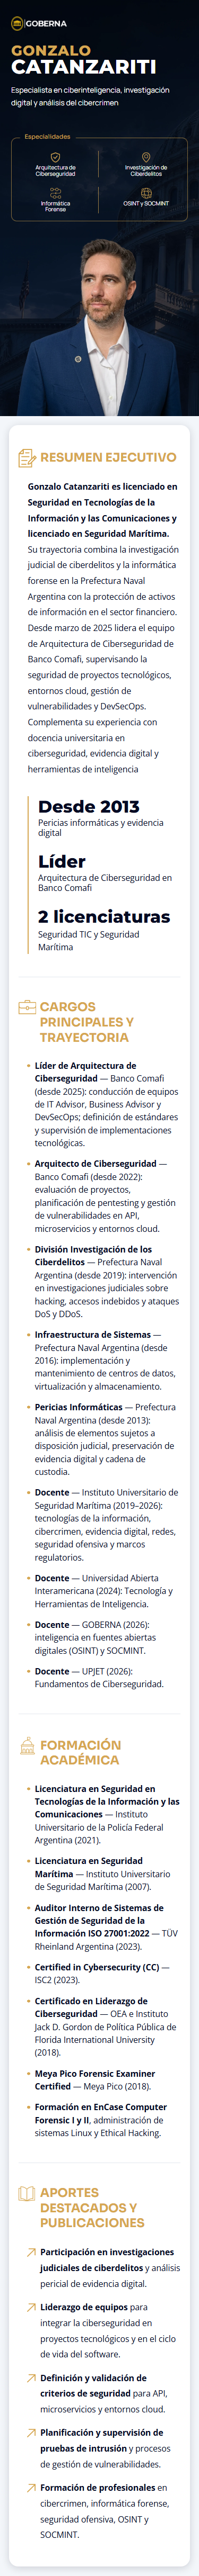 GOBERNA
GONZALO
CATANZARITI
Especialista en ciberinteligencia, investigación
digital y análisis del cibercrimen
Especialidades
Arquitectura de
Ciberseguridad
Investigación de
Ciberdelitos
Informática
Forense
OSINT y SOCMINT
RESUMEN EJECUTIVO
Gonzalo Catanzariti es licenciado en
Seguridad en Tecnologías de la
Información y las Comunicaciones y
licenciado en Seguridad Marítima.
Su trayectoria combina la investigación
judicial de ciberdelitos y la informática
forense en la Prefectura Naval
Argentina con la protección de activos
de información en el sector financiero.
Desde marzo de 2025 lidera el equipo
de Arquitectura de Ciberseguridad de
Banco Comafi, supervisando la
seguridad de proyectos tecnológicos,
entornos cloud, gestión de
vulnerabilidades y DevSecOps.
Complementa su experiencia con
docencia universitaria en
ciberseguridad, evidencia digital y
herramientas de inteligencia
Desde 2013
Pericias informáticas y evidencia
digital
Líder
Arquitectura de Ciberseguridad en
Banco Comafi
2 licenciaturas
Seguridad TIC y Seguridad
Marítima
CARGOS
PRINCIPALES Y
TRAYECTORIA
• Líder de Arquitectura de
Ciberseguridad — Banco Comafi
(desde 2025): conducción de equipos
de IT Advisor, Business Advisor y
DevSecOps; definición de estándares
y supervisión de implementaciones
tecnológicas.
• Arquitecto de Ciberseguridad —
Banco Comafi (desde 2022):
evaluación de proyectos,
planificación de pentesting y gestión
de vulnerabilidades en API,
microservicios y entornos cloud.
• División Investigación de los
Ciberdelitos — Prefectura Naval
Argentina (desde 2019): intervención
en investigaciones judiciales sobre
hacking, accesos indebidos y ataques
DoS y DDoS.
• Infraestructura de Sistemas —
Prefectura Naval Argentina (desde
2016): implementación y
mantenimiento de centros de datos,
virtualización y almacenamiento.
• Pericias Informáticas — Prefectura
Naval Argentina (desde 2013):
análisis de elementos sujetos a
disposición judicial, preservación de
evidencia digital y cadena de
custodia.
• Docente — Instituto Universitario de
Seguridad Marítima (2019–2026):
tecnologías de la información,
cibercrimen, evidencia digital, redes,
seguridad ofensiva y marcos
regulatorios.
• Docente — Universidad Abierta
Interamericana (2024): Tecnología y
Herramientas de Inteligencia.
• Docente — GOBERNA (2026):
inteligencia en fuentes abiertas
digitales (OSINT) y SOCMINT.
• Docente — UPJET (2026):
Fundamentos de Ciberseguridad.
FORMACIÓN
ACADÉMICA
• Licenciatura en Seguridad en
Tecnologías de la Información y las
Comunicaciones — Instituto
Universitario de la Policía Federal
Argentina (2021).
• Licenciatura en Seguridad
Marítima — Instituto Universitario
de Seguridad Marítima (2007).
• Auditor Interno de Sistemas de
Gestión de Seguridad de la
Información ISO 27001:2022 — TÜV
Rheinland Argentina (2023).
• Certified in Cybersecurity (CC) —
ISC2 (2023).
• Certificado en Liderazgo de
Ciberseguridad — OEA e Instituto
Jack D. Gordon de Política Pública de
Florida International University
(2018).
• Meya Pico Forensic Examiner
Certified — Meya Pico (2018).
• Formación en EnCase Computer
Forensic I y II, administración de
sistemas Linux y Ethical Hacking.
APORTES
DESTACADOS Y
PUBLICACIONES
Participación en investigaciones
judiciales de ciberdelitos y análisis
pericial de evidencia digital.
Liderazgo de equipos para
integrar la ciberseguridad en
proyectos tecnológicos y en el ciclo
de vida del software.
Definición y validación de
criterios de seguridad para API,
microservicios y entornos cloud.
Planificación y supervisión de
pruebas de intrusión y procesos
de gestión de vulnerabilidades.
Formación de profesionales en
cibercrimen, informática forense,
seguridad ofensiva, OSINT y
SOCMINT.